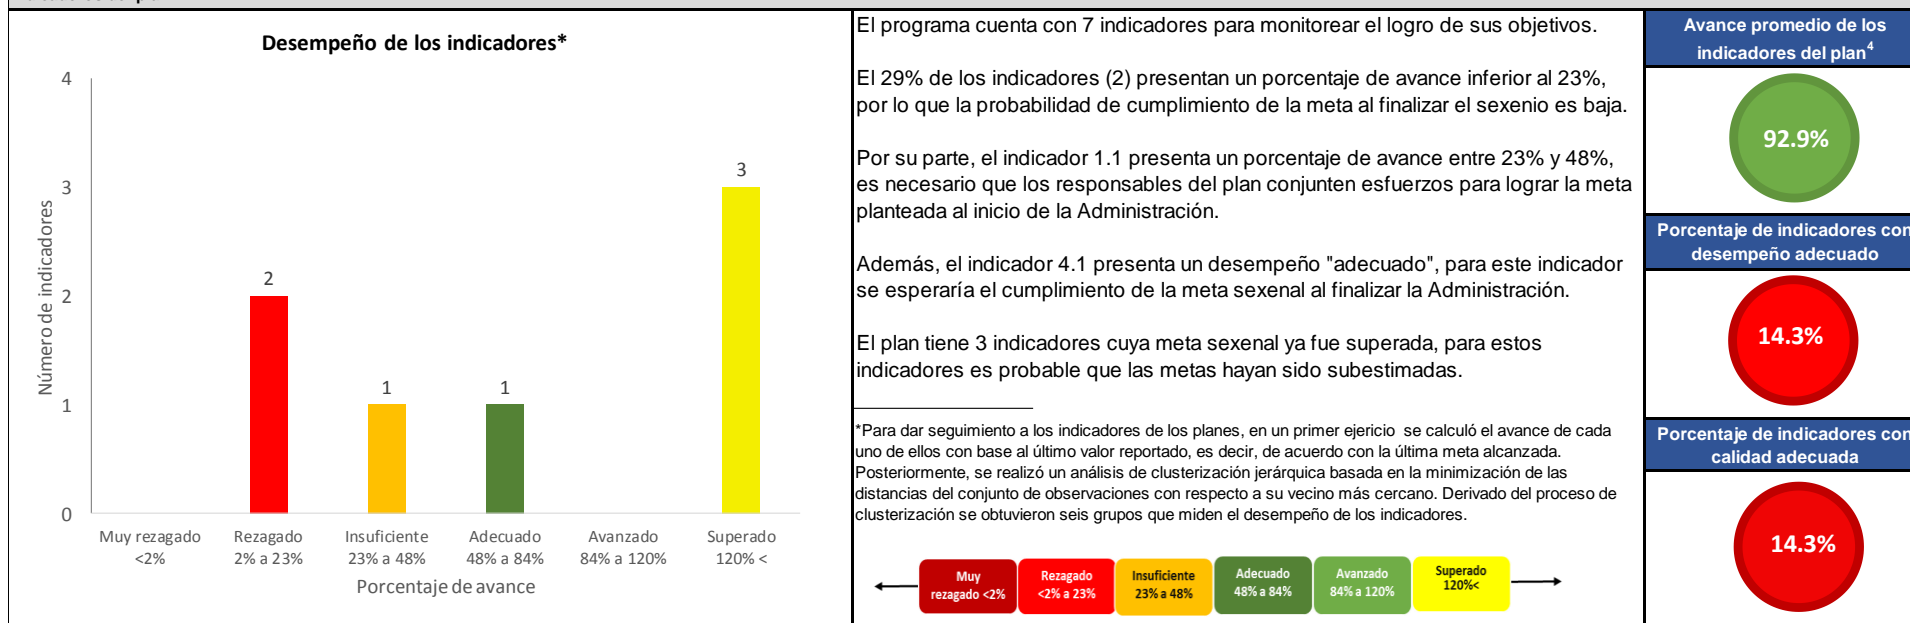 Desempeño de los indicadores*
4
3
2
1
0
Número de indicadores
2
1
1
3
Muy rezagado
<2%
Rezagado
2% a 23%
Insuficiente
23% a 48%
Adecuado
48% a 84%
Avanzado
84% a 120%
Superado
120% <
Porcentaje de avance
El programa cuenta con 7 indicadores para monitorear el logro de sus objetivos.
El 29% de los indicadores (2) presentan un porcentaje de avance inferior al 23%,
por lo que la probabilidad de cumplimiento de la meta al finalizar el sexenio es baja.
Por su parte, el indicador 1.1 presenta un porcentaje de avance entre 23% y 48%,
es necesario que los responsables del plan conjunten esfuerzos para lograr la meta
planteada al inicio de la Administración.
Además, el indicador 4.1 presenta un desempeño "adecuado", para este indicador
se esperaría el cumplimiento de la meta sexenal al finalizar la Administración.
El plan tiene 3 indicadores cuya meta sexenal ya fue superada, para estos
indicadores es probable que las metas hayan sido subestimadas.
*Para dar seguimiento a los indicadores de los planes, en un primer ejericio se calculó el avance de cada
uno de ellos con base al último valor reportado, es decir, de acuerdo con la última meta alcanzada.
Posteriormente, se realizó un análisis de clusterización jerárquica basada en la minimización de las
distancias del conjunto de observaciones con respecto a su vecino más cercano. Derivado del proceso de
clusterización se obtuvieron seis grupos que miden el desempeño de los indicadores.
Muy
rezagado <2%
Rezagado
<2% a 23%
Insuficiente
23% a 48%
Adecuado
48% a 84%
Avanzado
84% a 120%
Superado
120%<
Avance promedio de los
indicadores del plan4
92.9%
Porcentaje de indicadores con
desempeño adecuado
14.3%
Porcentaje de indicadores con
calidad adecuada
14.3%